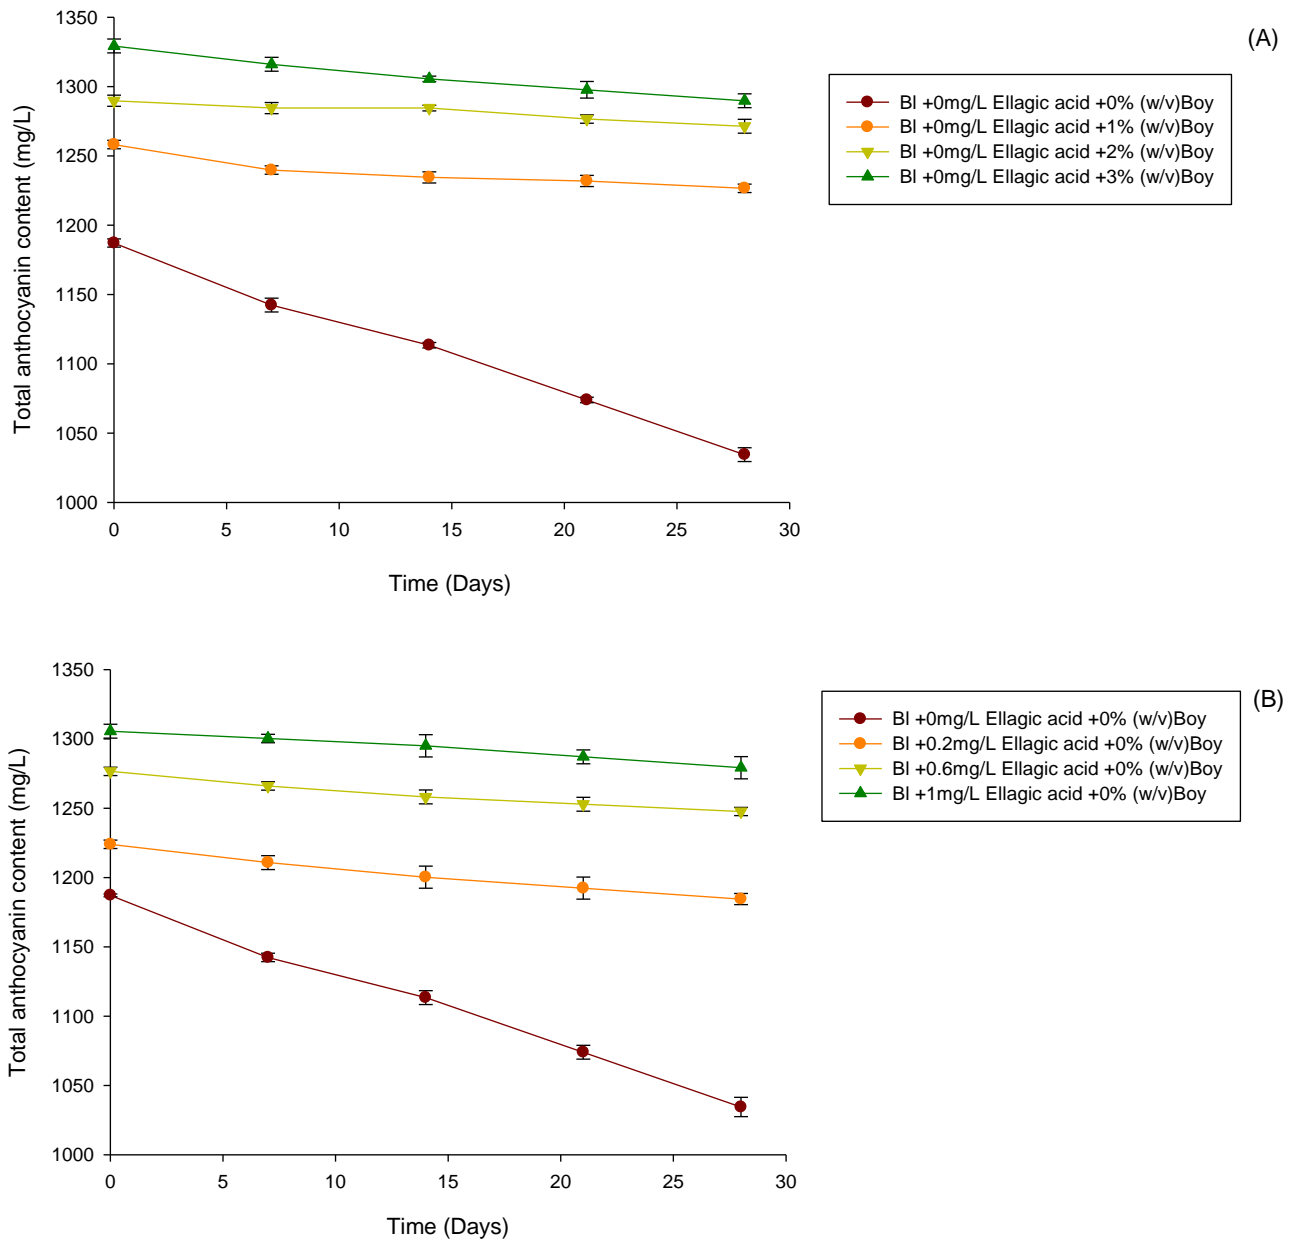 (A)
1350
1300
1250
1200
1150
1100
1050
1000
Total anthocyanin content (mg/L)
0 5 10 15 20 25 30
Time (Days)
Bl +0mg/L Ellagic acid +0% (w/v)Boy
Bl +0mg/L Ellagic acid +1% (w/v)Boy
Bl +0mg/L Ellagic acid +2% (w/v)Boy
Bl +0mg/L Ellagic acid +3% (w/v)Boy
(B)
1350
1300
1250
1200
1150
1100
1050
1000
Total anthocyanin content (mg/L)
0 5 10 15 20 25 30
Time (Days)
Bl +0mg/L Ellagic acid +0% (w/v)Boy
Bl +0.2mg/L Ellagic acid +0% (w/v)Boy
Bl +0.6mg/L Ellagic acid +0% (w/v)Boy
Bl +1mg/L Ellagic acid +0% (w/v)Boy